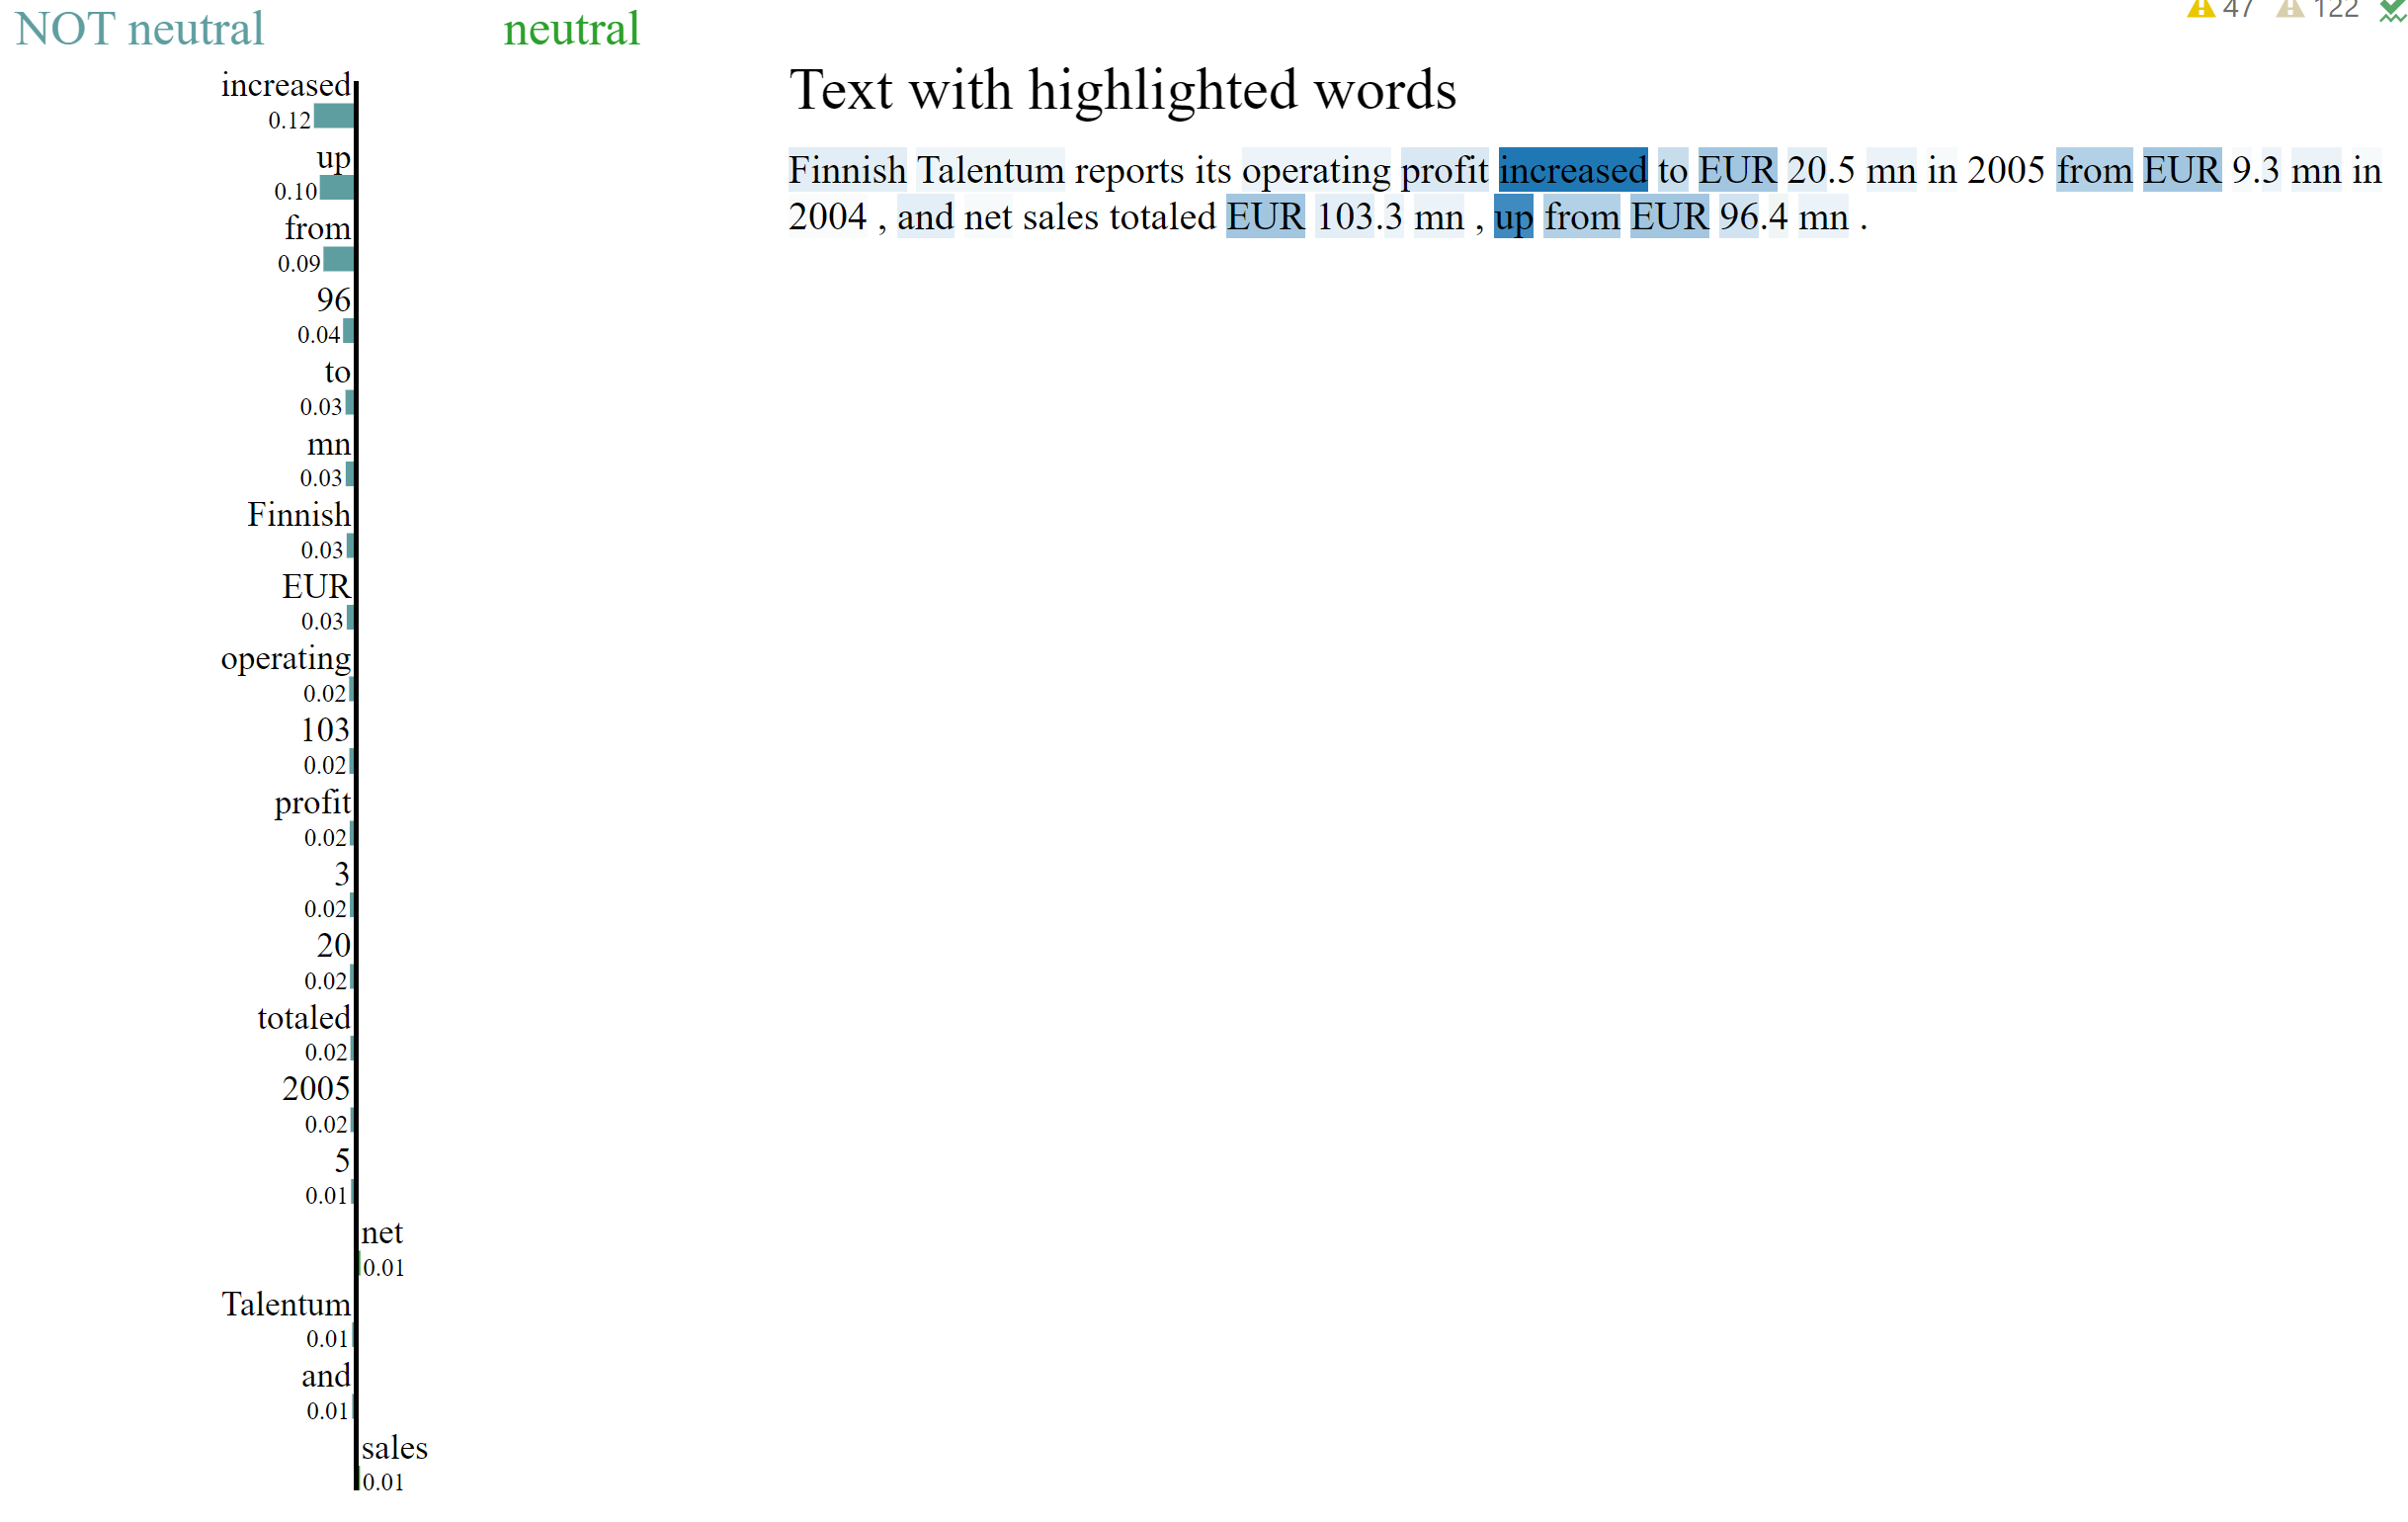 NOT neutral
neutral
47 122
increased
0.12
up
0.10
from
0.09
96
0.04
to
0.03
mn
0.03
Finnish
0.03
EUR
0.03
operating
0.02
103
0.02
profit
0.02
3
0.02
20
0.02
totaled
0.02
2005
0.02
5
0.01
net
0.01
Talentum
0.01
and
0.01
sales
0.01
Text with highlighted words
Finnish Talentum reports its operating profit increased to EUR 20.5 mn in 2005 from EUR 9.3 mn in
2004 , and net sales totaled EUR 103.3 mn , up from EUR 96.4 mn .